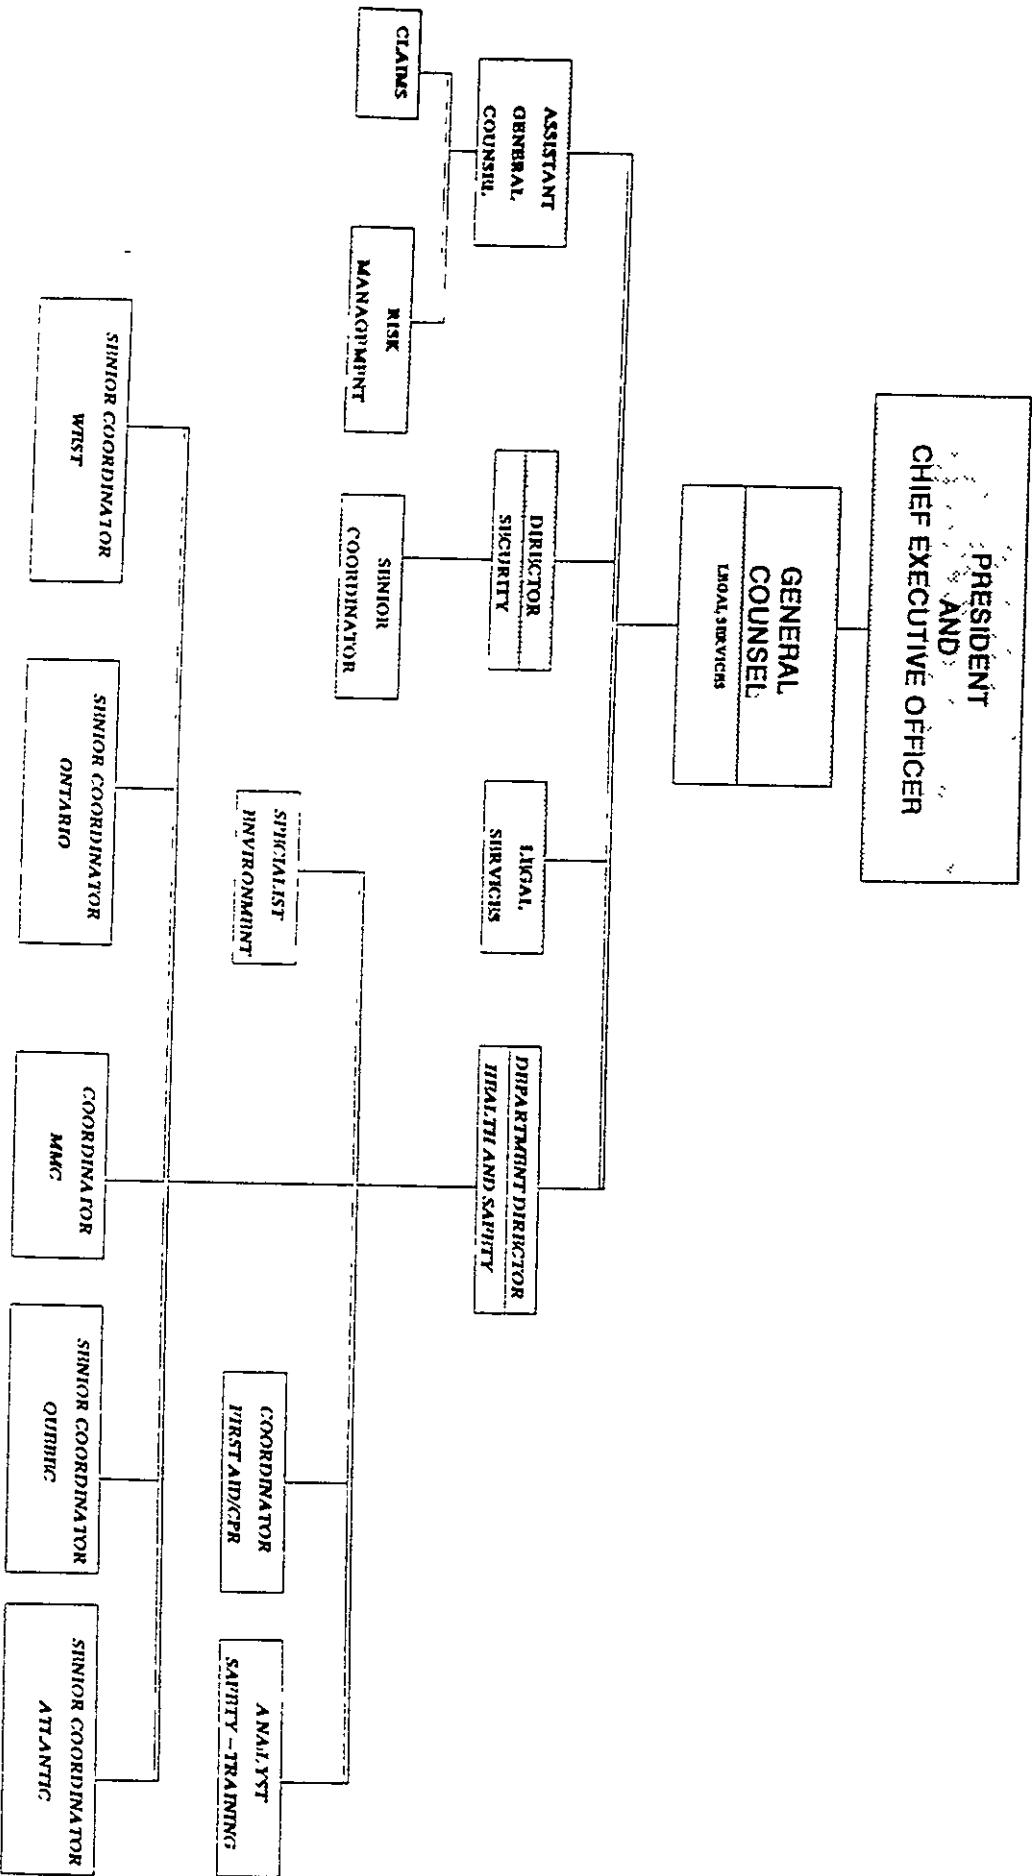 PRESIDENT
AND
CHIEF EXECUTIVE OFFICER
GENERAL
COUNSEL
LEGAL SERVICES
ASSISTANT
GENERAL
COUNSEL
DIRECTOR
SECURITY
LEGAL
SERVICES
DEPARTMENT DIRECTOR
HEALTH AND SAFETY
CLAIMS
RISK
MANAGEMENT
SENIOR
COORDINATOR
SPECIALIST
ENVIRONMENT
COORDINATOR
FIRST AID/CPR
ANALYST
SAFETY - TRAINING
SENIOR COORDINATOR
WEST
SENIOR COORDINATOR
ONTARIO
COORDINATOR
MMC
SENIOR COORDINATOR
QUEBEC
SENIOR COORDINATOR
ATLANTIC